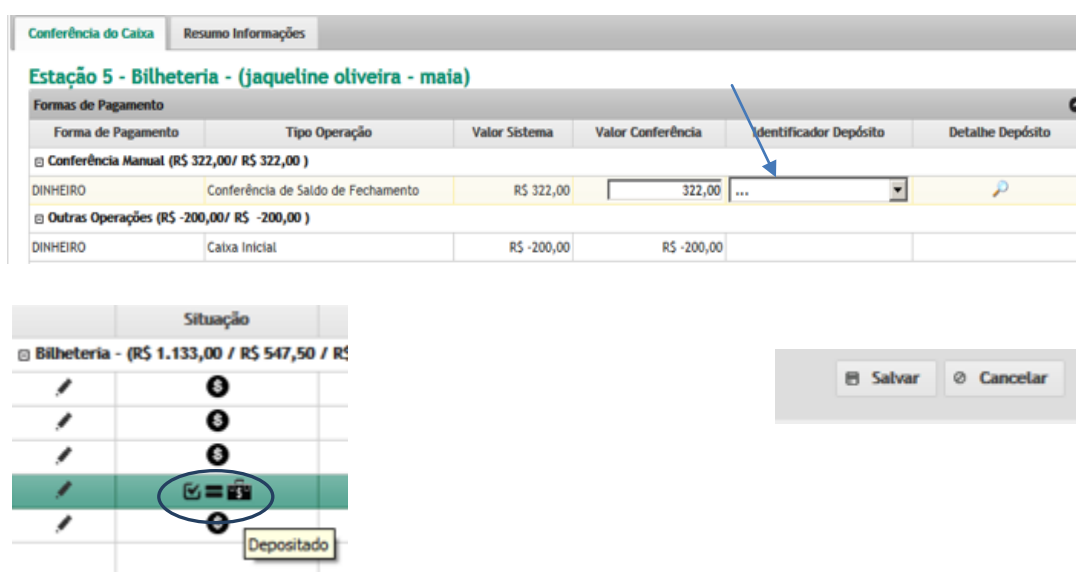 Conferência do Caixa Resumo Informações
Estação 5 - Bilheteria - (jaqueline oliveira - maia)
Formas de Pagamento
Forma de Pagamento Tipo Operação Valor Sistema Valor Conferência Identificador Depósito Detalhe Depósito
Conferência Manual (R$ 322,00/ R$ 322,00 )
DINHEIRO Conferência de Saldo de Fechamento R$ 322,00 322,00 ...
Outras Operações (R$ -200,00/ R$ -200,00 )
DINHEIRO Caixa Inicial R$ -200,00 R$ -200,00
Situação
Bilheteria - (R$ 1.133,00 / R$ 547,50 / R$
Depositado
Salvar Cancelar